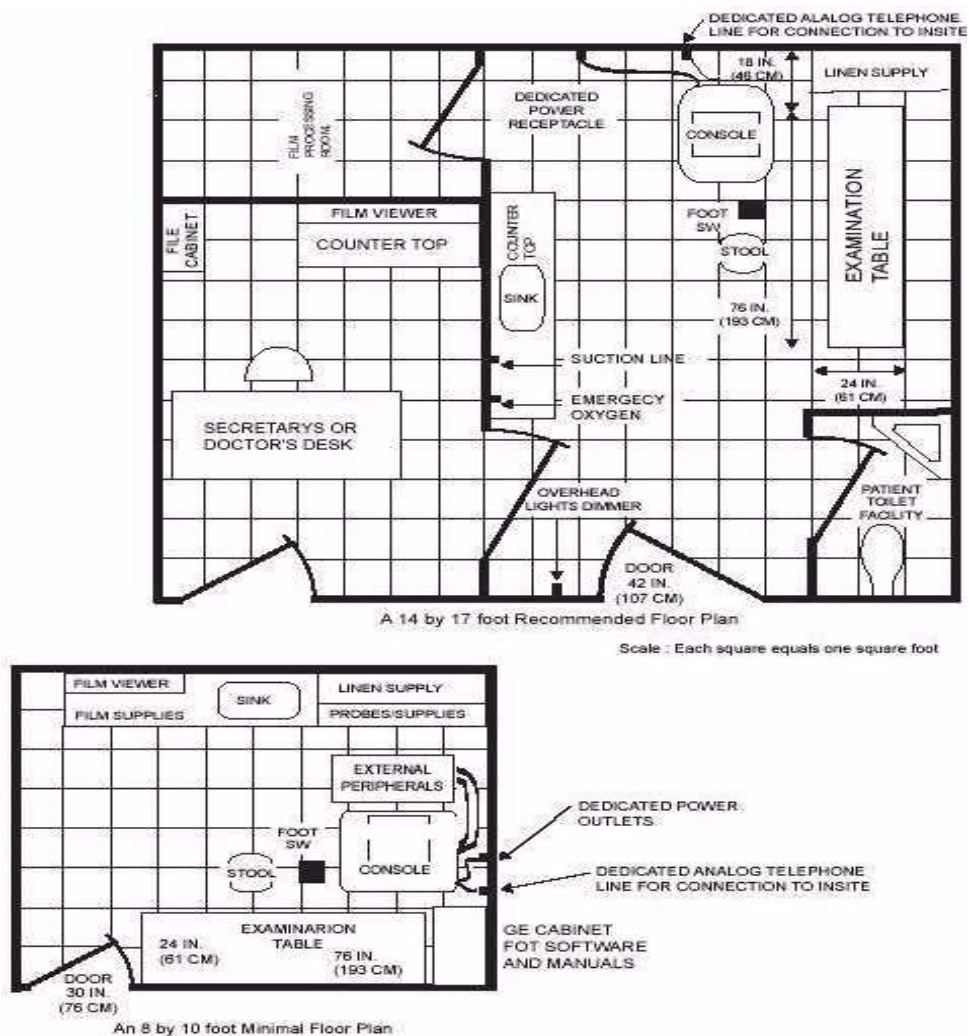 DEDICATED ALALOG TELEPHONE
LINE FOR CONNECTION TO INSITE
18 IN.
(46 CM)
LINEN SUPPLY
DEDICATED
POWER
RECEPTACLE
CONSOLE
FILM
PROCESSING
ROOM
FILE
CABINET
FILM VIEWER
COUNTER TOP
COUNTER
TOP
SINK
FOOT
SW
STOOL
EXAMINATION
TABLE
76 IN.
(193 CM)
SUCTION LINE
24 IN.
(61 CM)
EMERGECY
OXYGEN
SECRETARYS OR
DOCTOR'S DESK
OVERHEAD
LIGHTS DIMMER
PATIENT
TOILET
FACILITY
DOOR
42 IN.
(107 CM)
A 14 by 17 foot Recommended Floor Plan
Scale : Each square equals one square foot
FILM VIEWER
FILM SUPPLIES
SINK
LINEN SUPPLY
PROBES/SUPPLIES
EXTERNAL
PERIPHERALS
DEDICATED POWER
OUTLETS
FOOT
SW
STOOL
CONSOLE
DEDICATED ANALOG TELEPHONE
LINE FOR CONNECTION TO INSITE
EXAMINARION
TABLE
24 IN.
(61 CM)
76 IN.
(193 CM)
GE CABINET
FOT SOFTWARE
AND MANUALS
DOOR
30 IN.
(76 CM)
An 8 by 10 foot Minimal Floor Plan